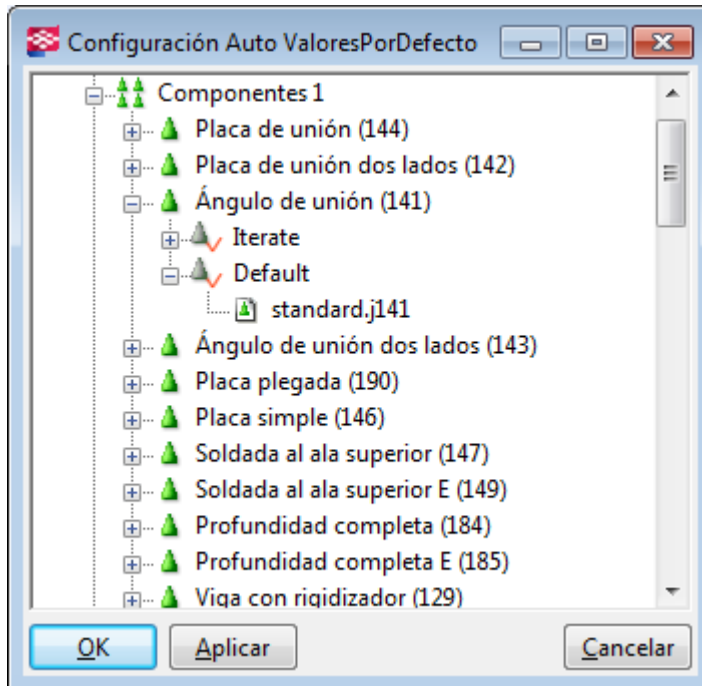 Configuración Auto ValoresPorDefecto
Componentes 1
Placa de unión (144)
Placa de unión dos lados (142)
Ángulo de unión (141)
Iterate
Default
standard.j141
Ángulo de unión dos lados (143)
Placa plegada (190)
Placa simple (146)
Soldada al ala superior (147)
Soldada al ala superior E (149)
Profundidad completa (184)
Profundidad completa E (185)
Viga con rigidizador (129)
OK Aplicar Cancelar